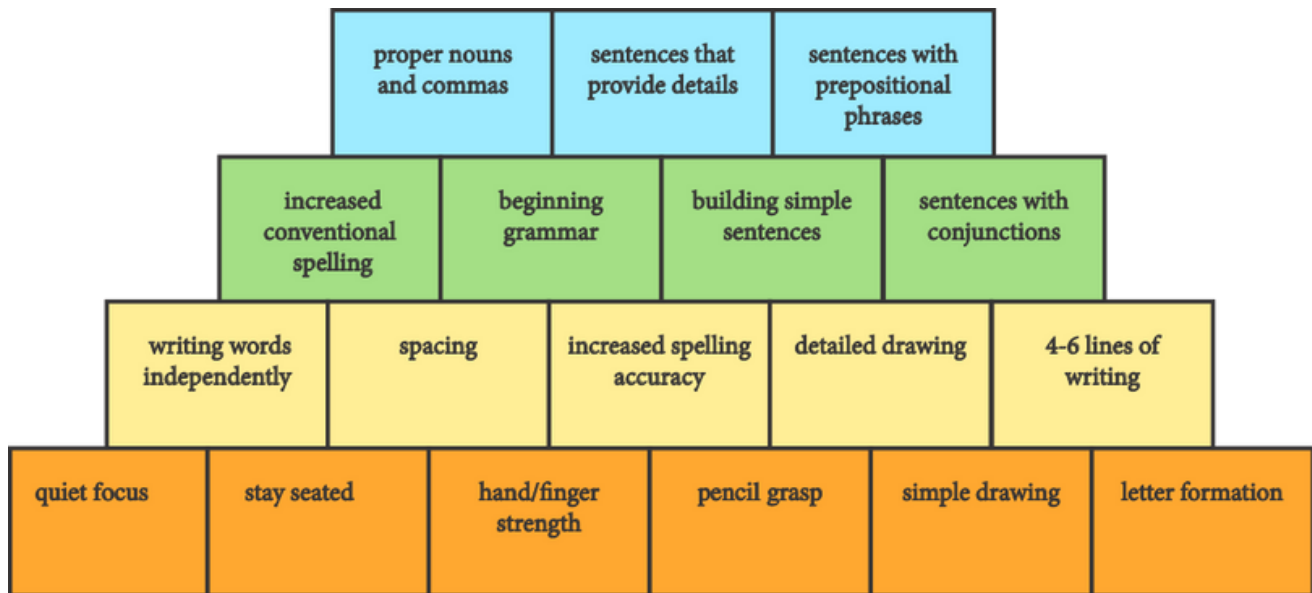 proper nouns
and commas
sentences that
provide details
sentences with
prepositional
phrases
increased
conventional
spelling
beginning
grammar
building simple
sentences
sentences with
conjunctions
writing words
independently
spacing
increased spelling
accuracy
detailed drawing
4-6 lines of
writing
quiet focus
stay seated
hand/finger
strength
pencil grasp
simple drawing
letter formation